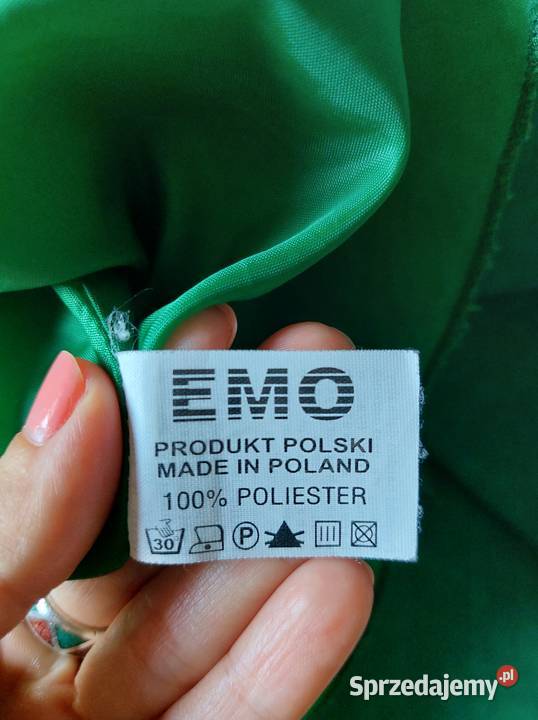 EMO
PRODUKT POLSKI
MADE IN POLAND
100% POLIESTER
30 P
Sprzedajemy.pl